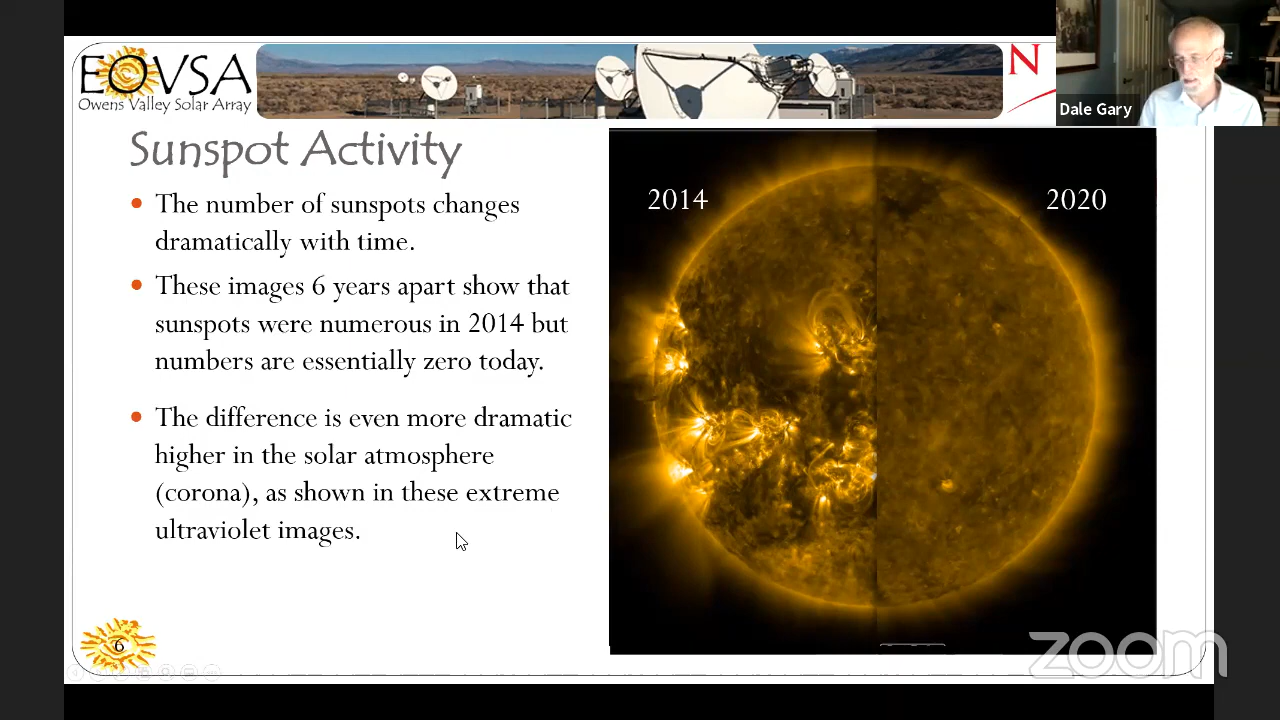 EOVSA
Owens Valley Solar Array
N
Dale Gary
Sunspot Activity
• The number of sunspots changes
dramatically with time.
• These images 6 years apart show that
sunspots were numerous in 2014 but
numbers are essentially zero today.
• The difference is even more dramatic
higher in the solar atmosphere
(corona), as shown in these extreme
ultraviolet images.
2014
2020
6
zoom